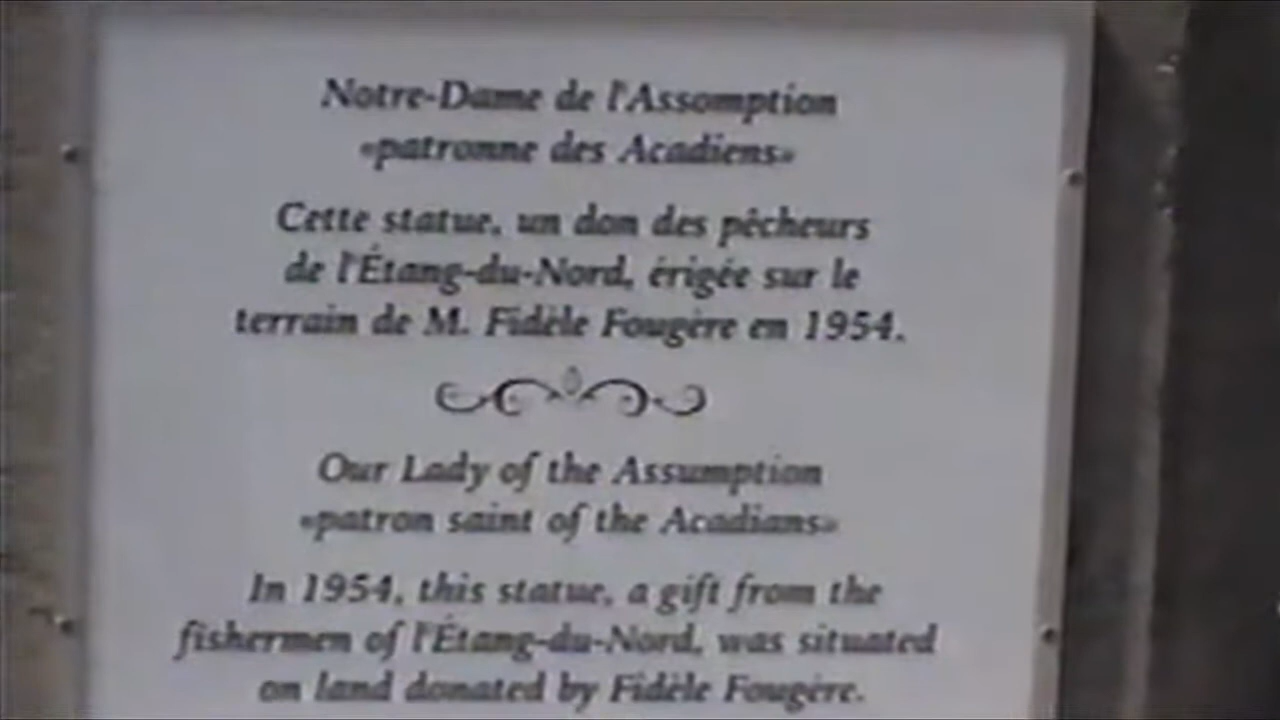 Notre-Dame de l'Assomption
«patronne des Acadiens»
Cette statue, un don des pêcheurs
de l'Étang-du-Nord, érigée sur le
terrain de M. Fidèle Fougère en 1954.
Our Lady of the Assumption
«patron saint of the Acadians»
In 1954, this statue, a gift from the
fishermen of l'Étang-du-Nord, was situated
on land donated by Fidèle Fougère.